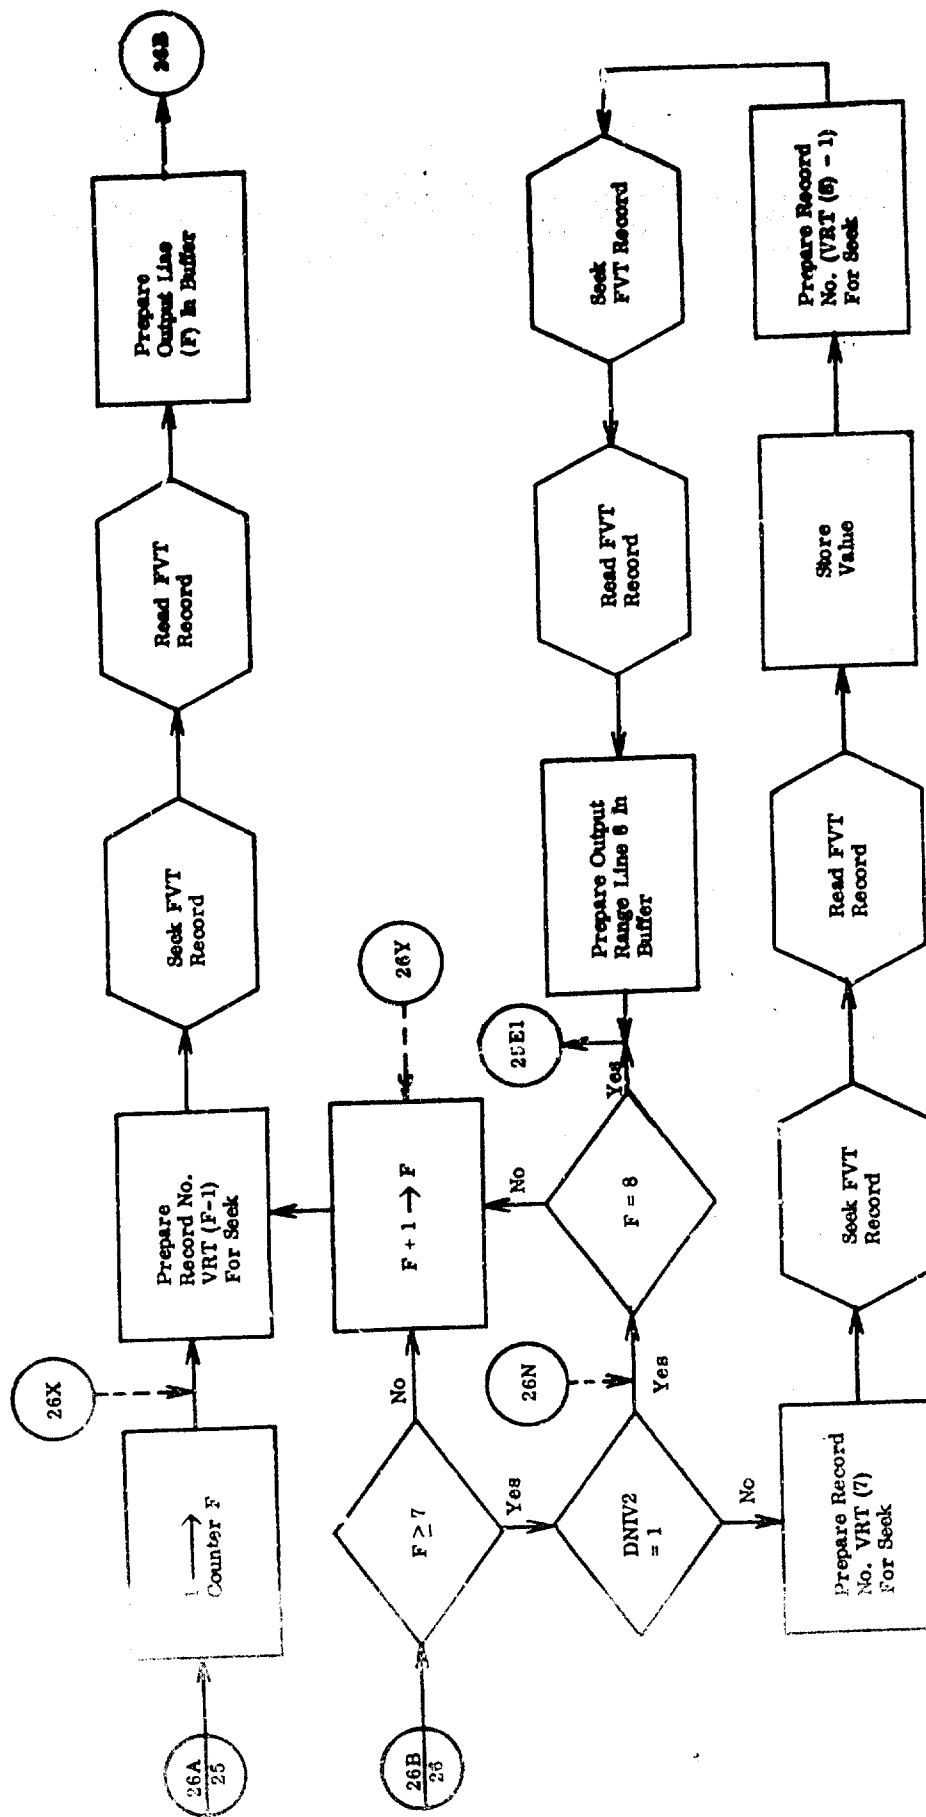 26A
25
1 →
Counter F
26X
Prepare
Record No.
VRT (F-1)
For Seek
Seek FVT
Record
Read FVT
Record
Prepare
Output Line
(F) In Buffer
26B
26B
26
F ≥ 7
No
Yes
F + 1 → F
26Y
DNIV2
= 1
26N
Yes
No
F = 8
No
Yes
25E1
Prepare Record
No. VRT (7)
For Seek
Seek FVT
Record
Read FVT
Record
Store
Value
Prepare Record
No. (VRT (8) - 1)
For Seek
Seek
FVT Record
Read FVT
Record
Prepare Output
Range Line 8 In
Buffer